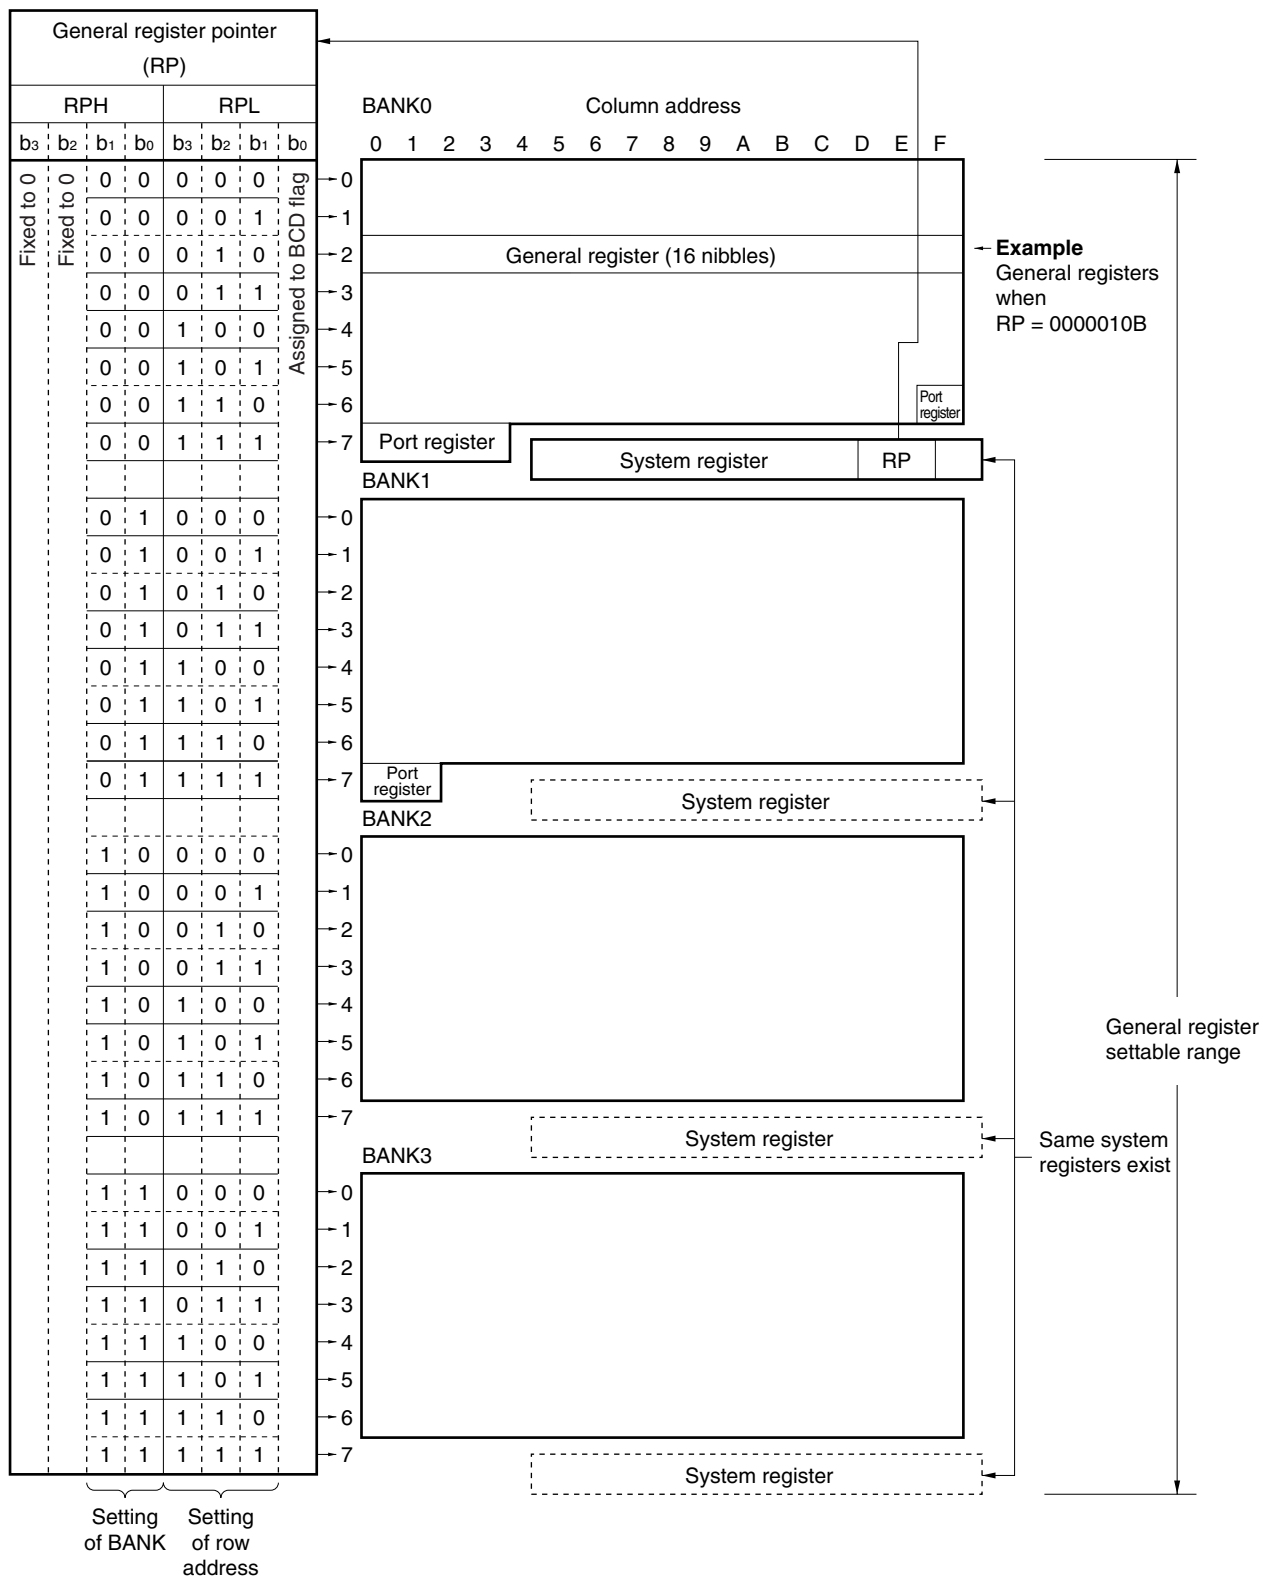 General register pointer
(RP)
RPH RPL
b3 b2 b1 b0 b3 b2 b1 b0
Fixed to 0
Fixed to 0
Assigned to BCD flag
BANK0 Column address
0 1 2 3 4 5 6 7 8 9 A B C D E F
0 0 0 0 0 0
0 0 0 0 1 1
0 0 0 1 0 2
General register (16 nibbles)
Example
General registers
when
RP = 0000010B
0 0 0 1 1 3
0 0 1 0 0 4
0 0 1 0 1 5
0 0 1 1 0 6
Port
register
0 0 1 1 1 7
Port register
System register RP
BANK1
0 1 0 0 0 0
0 1 0 0 1 1
0 1 0 1 0 2
0 1 0 1 1 3
0 1 1 0 0 4
0 1 1 0 1 5
0 1 1 1 0 6
0 1 1 1 1 7
Port
register
System register
BANK2
1 0 0 0 0 0
1 0 0 0 1 1
1 0 0 1 0 2
1 0 0 1 1 3
1 0 1 0 0 4
1 0 1 0 1 5
1 0 1 1 0 6
1 0 1 1 1 7
General register
settable range
System register
Same system
registers exist
BANK3
1 1 0 0 0 0
1 1 0 0 1 1
1 1 0 1 0 2
1 1 0 1 1 3
1 1 1 0 0 4
1 1 1 0 1 5
1 1 1 1 0 6
1 1 1 1 1 7
System register
Setting
of BANK
Setting
of row
address